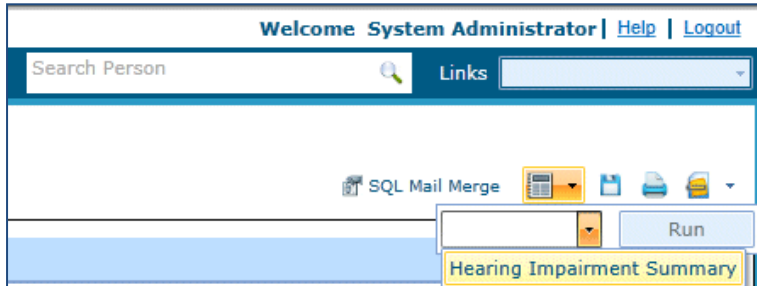 Welcome System Administrator | Help | Logout
Search Person Links
SQL Mail Merge
Run
Hearing Impairment Summary